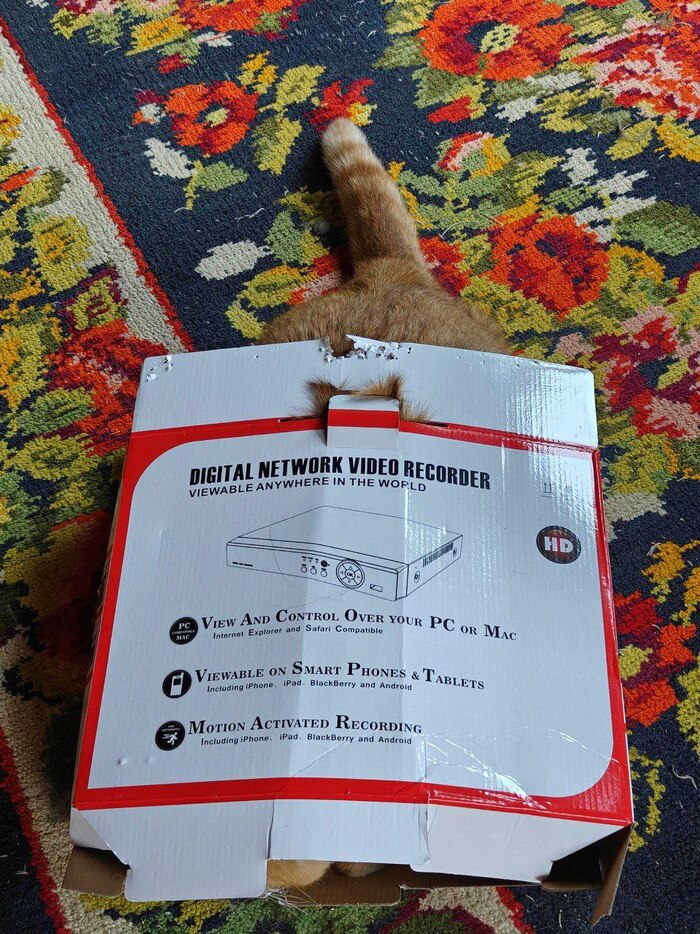 DIGITAL NETWORK VIDEO RECORDER
VIEWABLE ANYWHERE IN THE WORLD
HD
PC
COMPATIBLE
MAC
VIEW AND CONTROL OVER YOUR PC OR MAC
Internet Explorer and Safari Compatible
VIEWABLE ON SMART PHONES & TABLETS
Including iPhone、 iPad、 BlackBerry and Android
MOTION ACTIVATED RECORDING
Including iPhone、 iPad、 BlackBerry and Android